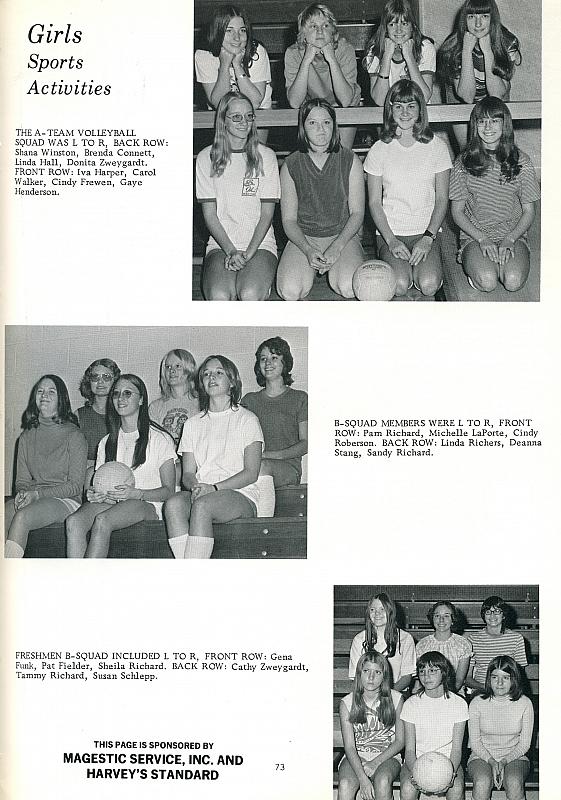 Girls
Sports
Activities
THE A-TEAM VOLLEYBALL
SQUAD WAS L TO R, BACK ROW:
Shana Winston, Brenda Connett,
Linda Hall, Donita Zweygardt.
FRONT ROW: Iva Harper, Carol
Walker, Cindy Frewen, Gaye
Henderson.
B-SQUAD MEMBERS WERE L TO R, FRONT
ROW: Pam Richard, Michelle LaPorte, Cindy
Roberson. BACK ROW: Linda Richers, Deanna
Stang, Sandy Richard.
FRESHMEN B-SQUAD INCLUDED L TO R, FRONT ROW: Gena
Funk, Pat Fielder, Sheila Richard. BACK ROW: Cathy Zweygardt,
Tammy Richard, Susan Schlepp.
THIS PAGE IS SPONSORED BY
MAGESTIC SERVICE, INC. AND
HARVEY'S STANDARD
73